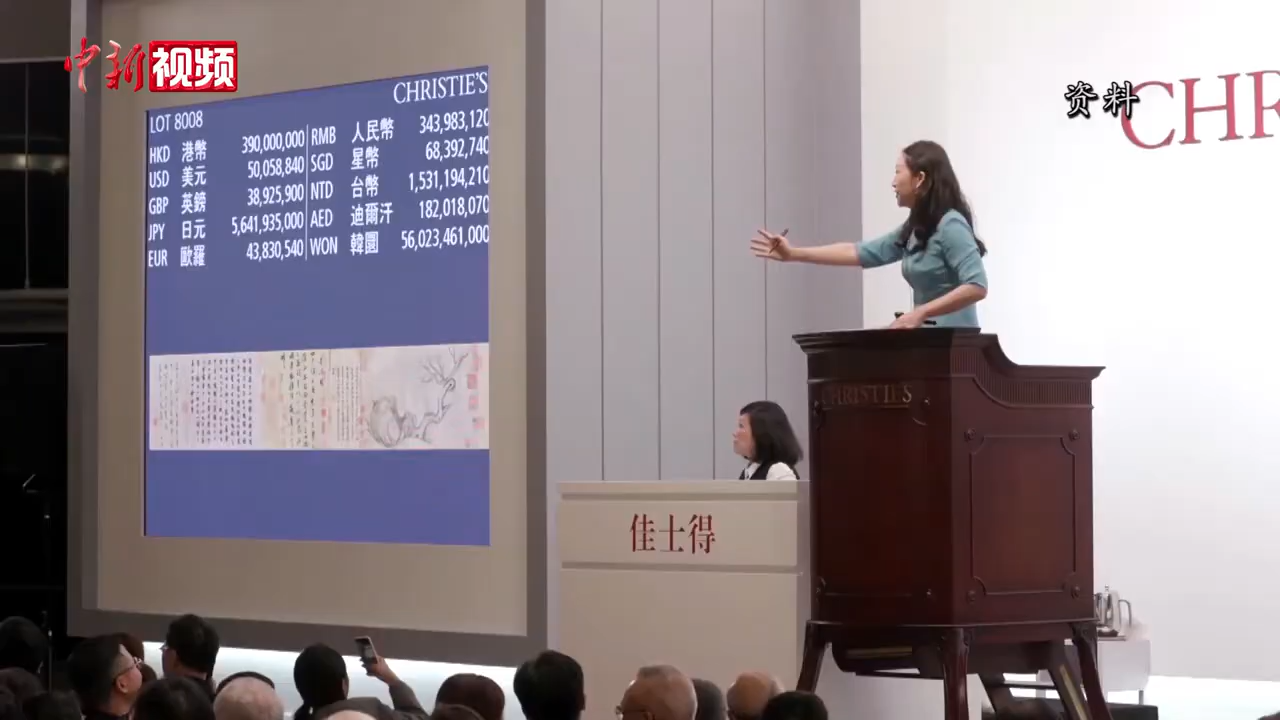 中新视频
CHRISTIE'S
LOT 8008
HKD 港幣 390,000,000 RMB 人民幣 343,983,120
USD 美元 50,058,840 SGD 星幣 68,392,740
GBP 英鎊 38,925,900 NTD 台幣 1,531,194,210
JPY 日元 5,641,935,000 AED 迪爾汗 182,018,070
EUR 歐羅 43,830,540 WON 韓圜 56,023,461,000
资料
CHR
CHRISTIE'S
佳士得